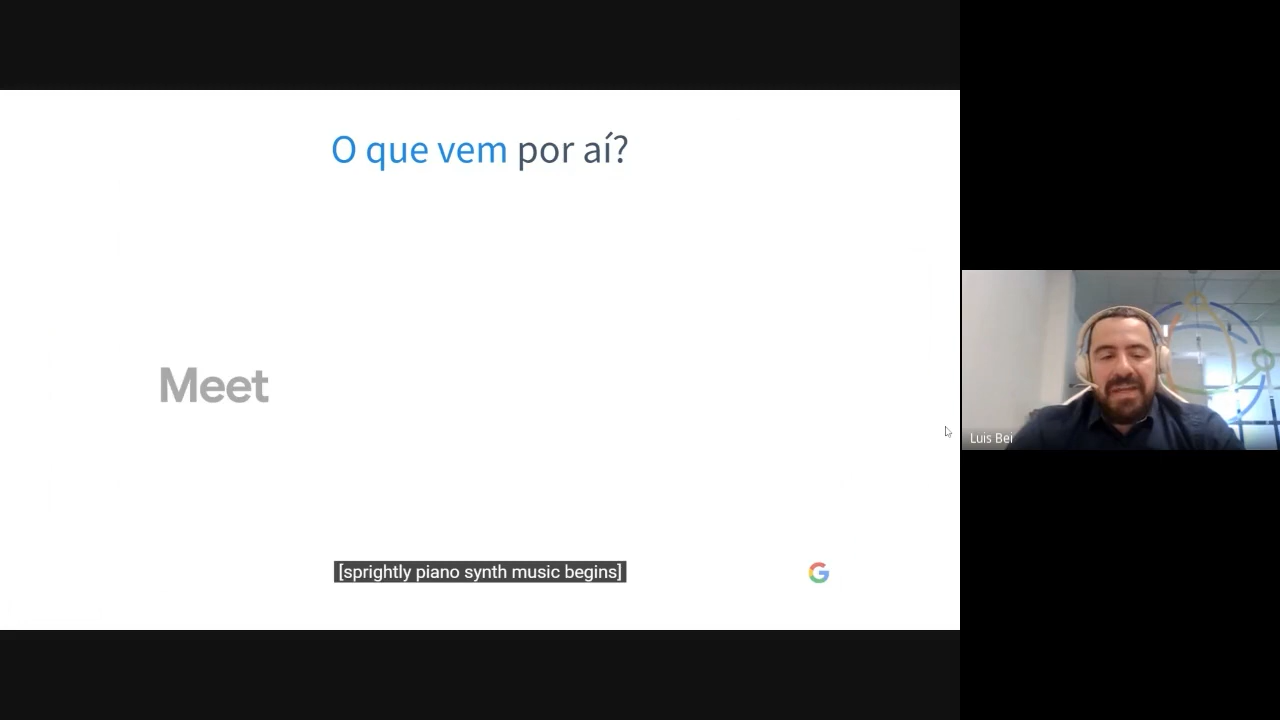 O que vem por aí?
Meet
[sprightly piano synth music begins]
Luis Bei